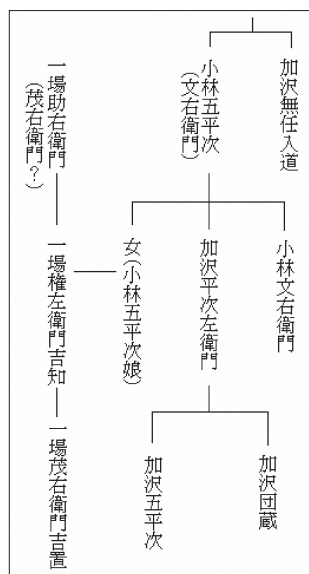 加沢無任入道
小林五平次
(文右衛門)
小林文右衛門
加沢平次左衛門
女(小林五平次娘)
加沢団蔵
加沢五平次
一場助右衛門
(茂右衛門?)
一場権左衛門吉知
一場茂右衛門吉置